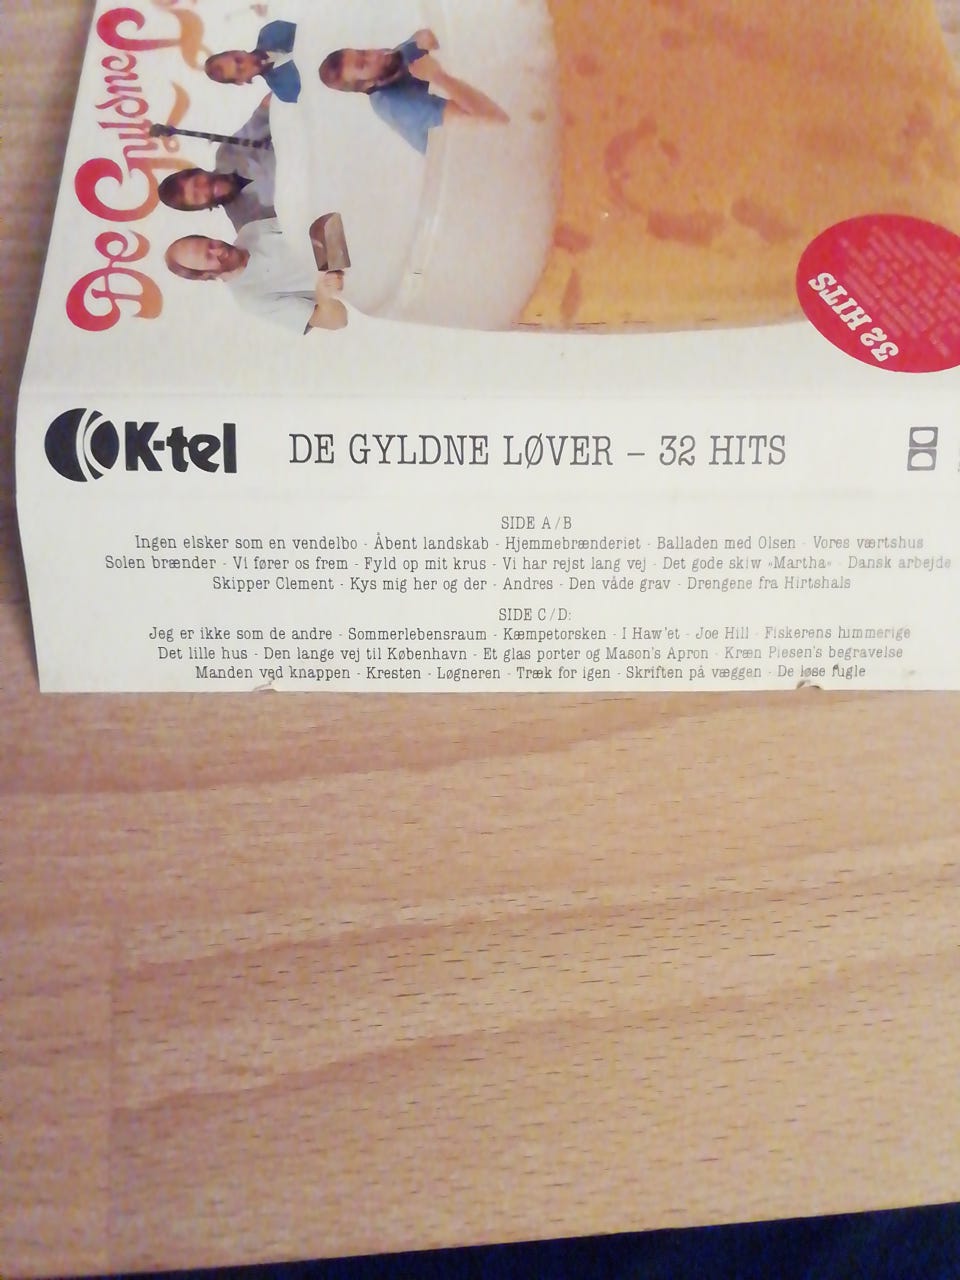 De Gyldne
32 HITS
K-tel
DE GYLDNE LØVER – 32 HITS
SIDE A/B
Ingen elsker som en vendelbo - Åbent landskab - Hjemmebrænderiet - Balladen med Olsen - Vores værtshus
Solen brænder - Vi fører os frem - Fyld op mit krus - Vi har rejst lang vej - Det gode skiw »Martha« - Dansk arbejde
Skipper Clement - Kys mig her og der - Andres - Den våde grav - Drengene fra Hirtshals
SIDE C/D:
Jeg er ikke som de andre - Sommerlebensraum - Kæmpetorsken - I Haw'et - Joe Hill - Fiskerens himmerige
Det lille hus - Den lange vej til København - Et glas porter og Mason's Apron - Kræn Piesen's begravelse
Manden ved knappen - Kresten - Løgneren - Træk for igen - Skriften på væggen - De løse fugle